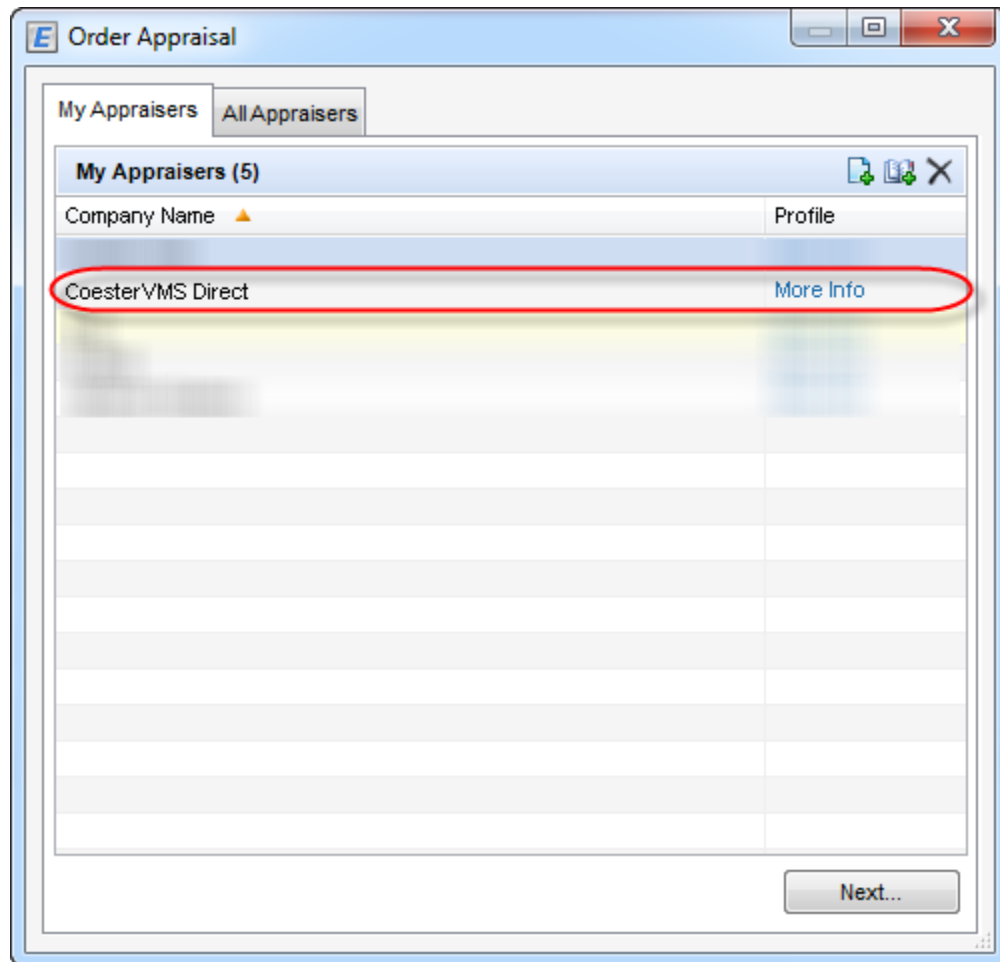 E Order Appraisal
My Appraisers All Appraisers
My Appraisers (5)
Company Name Profile
CoesterVMS Direct More Info
Next...